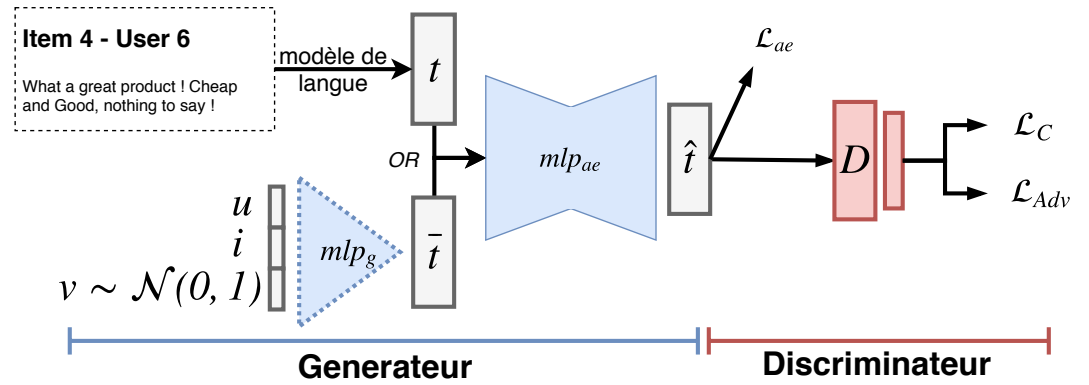 Item 4 - User 6
What a great product ! Cheap
and Good, nothing to say !
modèle de
langue
t
OR
u
i
v ∼ 𝒩(0, 1)
mlp_g
t̄
mlp_ae
t̂
ℒ_ae
D
ℒ_C
ℒ_Adv
Generateur
Discriminateur